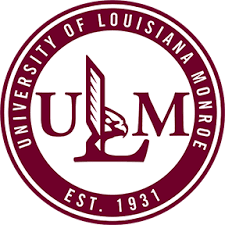 UNIVERSITY OF LOUISIANA MONROE
ULM
EST. 1931